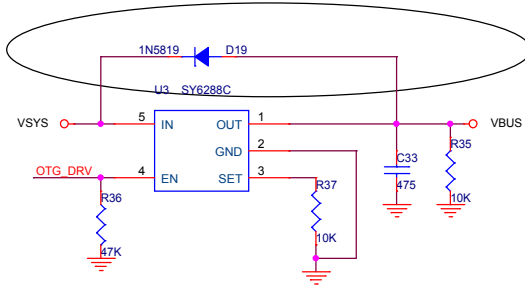 1N5819 D19
U3 SY6288C
VSYS 5 IN OUT 1 VBUS
GND 2
C33 R35
OTG_DRV 4 EN SET 3
R36 R37
475
10K
47K 10K